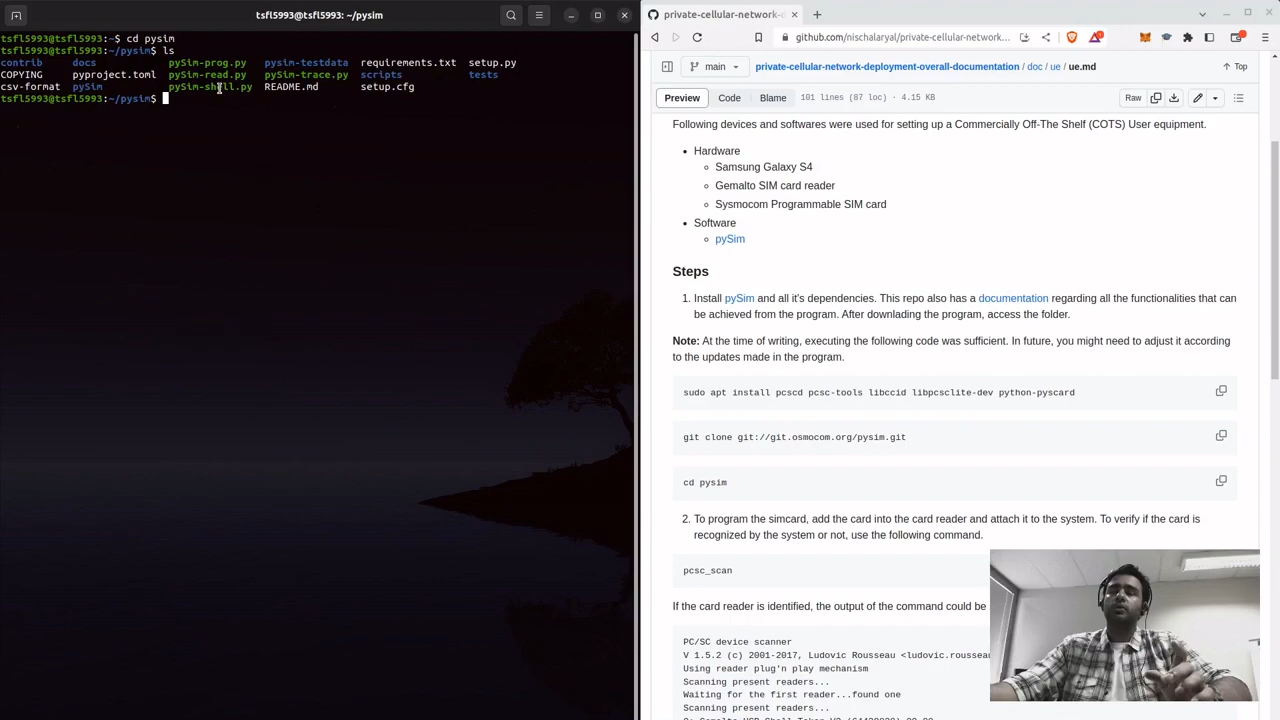 tsfl5993@tsfl5993: ~/pysim
tsfl5993@tsfl5993:~$ cd pysim
tsfl5993@tsfl5993:~/pysim$ ls
contrib docs pySim-prog.py pysim-testdata requirements.txt setup.py
COPYING pyproject.toml pySim-read.py pySim-trace.py scripts tests
csv-format pySim pySim-shell.py README.md setup.cfg
tsfl5993@tsfl5993:~/pysim$
private-cellular-network-d
github.com/nischalaryal/private-cellular-network...
main
private-cellular-network-deployment-overall-documentation / doc / ue / ue.md
Top
Preview Code Blame 101 lines (87 loc) · 4.15 KB
Raw
Following devices and softwares were used for setting up a Commercially Off-The Shelf (COTS) User equipment.
Hardware
Samsung Galaxy S4
Gemalto SIM card reader
Sysmocom Programmable SIM card
Software
pySim
Steps
1. Install pySim and all it's dependencies. This repo also has a documentation regarding all the functionalities that can
be achieved from the program. After downlading the program, access the folder.
Note: At the time of writing, executing the following code was sufficient. In future, you might need to adjust it according
to the updates made in the program.
sudo apt install pcscd pcsc-tools libccid libpcsclite-dev python-pyscard
git clone git://git.osmocom.org/pysim.git
cd pysim
2. To program the simcard, add the card into the card reader and attach it to the system. To verify if the card is
recognized by the system or not, use the following command.
pcsc_scan
If the card reader is identified, the output of the command could be
PC/SC device scanner
V 1.5.2 (c) 2001-2017, Ludovic Rousseau <ludovic.rousseau
Using reader plug'n play mechanism
Scanning present readers...
Waiting for the first reader...found one
Scanning present readers...